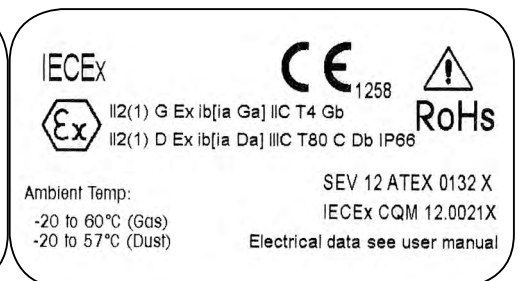 IECEx
CE 1258
Ex
II2(1) G Ex ib[ia Ga] IIC T4 Gb
II2(1) D Ex ib[ia Da] IIIC T80 C Db IP66
RoHs
Ambient Temp:
-20 to 60°C (Gas)
-20 to 57°C (Dust)
SEV 12 ATEX 0132 X
IECEx CQM 12.0021X
Electrical data see user manual